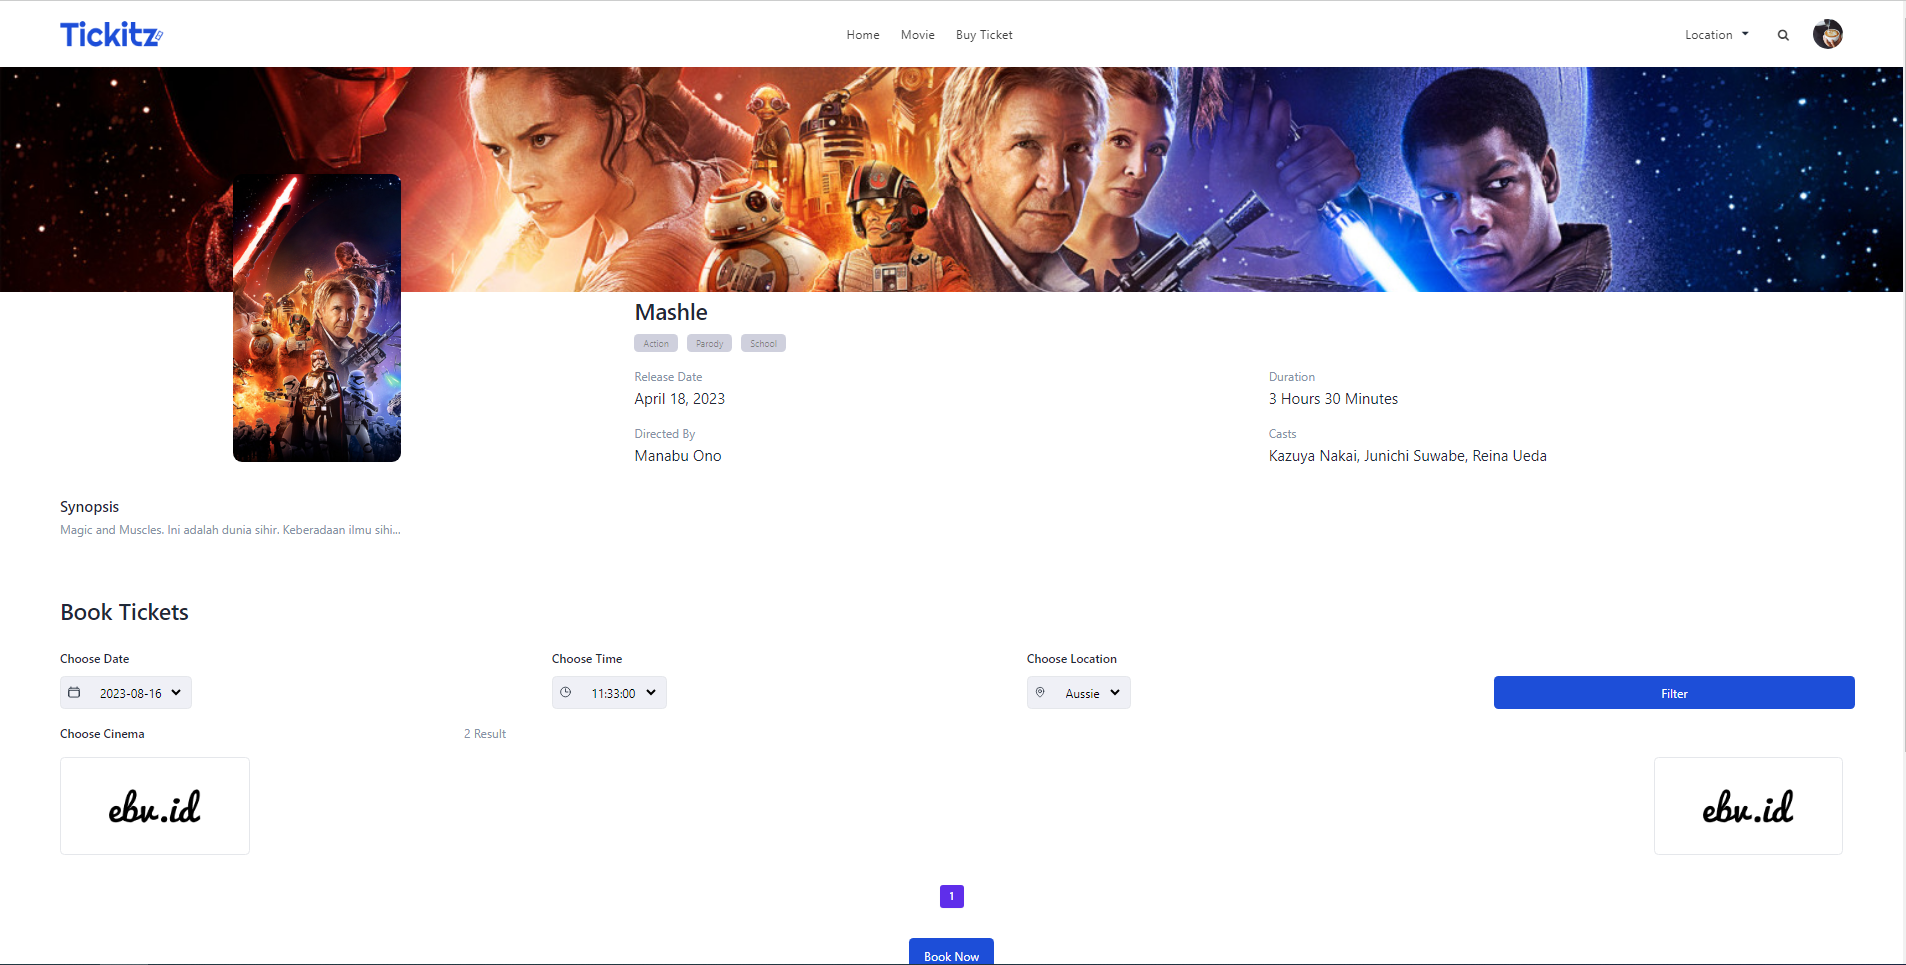 Tickitz
Home Movie Buy Ticket
Location
Mashle
Action Parody School
Release Date Duration
April 18, 2023 3 Hours 30 Minutes
Directed By Casts
Manabu Ono Kazuya Nakai, Junichi Suwabe, Reina Ueda
Synopsis
Magic and Muscles. Ini adalah dunia sihir. Keberadaan ilmu sihi...
Book Tickets
Choose Date Choose Time Choose Location
2023-08-16 11:33:00 Aussie Filter
Choose Cinema 2 Result
ebv.id ebv.id
1
Book Now